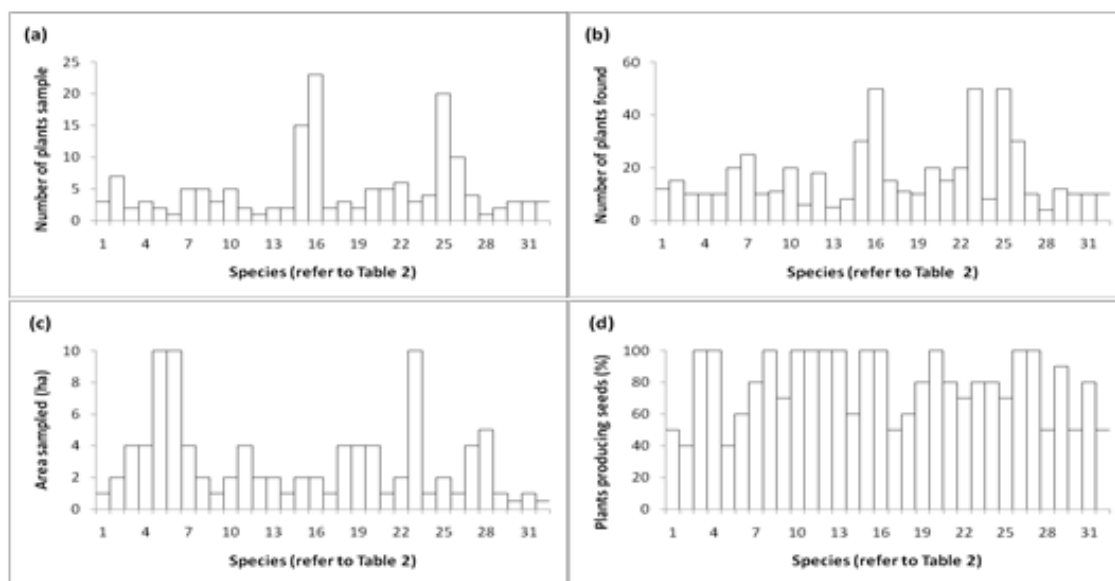 (a)
Number of plants sample
25
20
15
10
5
0
1 4 7 10 13 16 19 22 25 28 31
Species (refer to Table 2)
(b)
Number of plants found
60
40
20
0
1 4 7 10 13 16 19 22 25 28 31
Species (refer to Table 2)
(c)
Area sampled (ha)
10
8
6
4
2
0
1 4 7 10 13 16 19 22 25 28 31
Species (refer to Table 2)
(d)
Plants producing seeds (%)
100
80
60
40
20
0
1 4 7 10 13 16 19 22 25 28 31
Species (refer to Table 2)